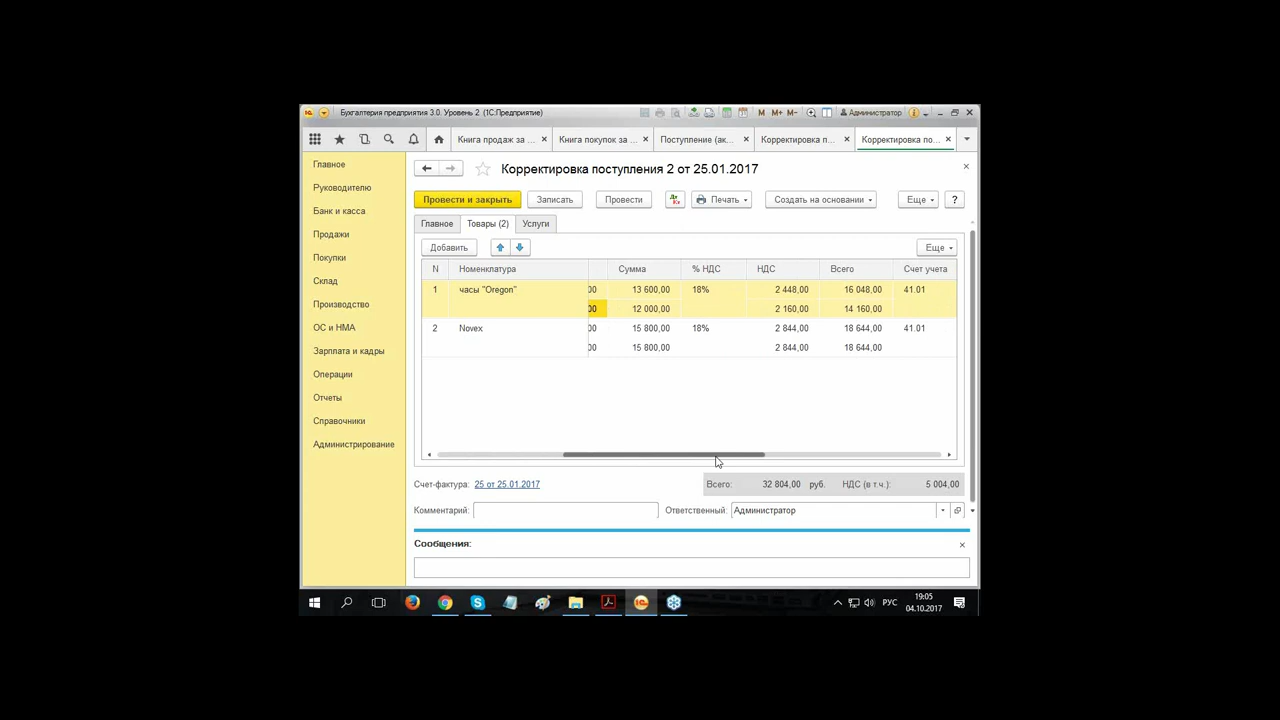 Бухгалтерия предприятия 3.0. Уровень 2. (1С:Предприятие)
M M+ M− Администратор
Книга продаж за ... × Книга покупок за ... × Поступление (ак... × Корректировка п... × Корректировка по... ×
Главное
Руководителю
Банк и касса
Продажи
Покупки
Склад
Производство
ОС и НМА
Зарплата и кадры
Операции
Отчеты
Справочники
Администрирование
Корректировка поступления 2 от 25.01.2017
Провести и закрыть Записать Провести Дт Кт Печать Создать на основании Еще ?
Главное Товары (2) Услуги
Добавить Еще
N Номенклатура Сумма % НДС НДС Всего Счет учета
1 часы "Oregon" 00 13 600,00 18% 2 448,00 16 048,00 41.01
00 12 000,00 2 160,00 14 160,00
2 Novex 00 15 800,00 18% 2 844,00 18 644,00 41.01
00 15 800,00 2 844,00 18 644,00
Счет-фактура: 25 от 25.01.2017 Всего: 32 804,00 руб. НДС (в т.ч.): 5 004,00
Комментарий: Ответственный: Администратор
Сообщения:
РУС 19:05
04.10.2017